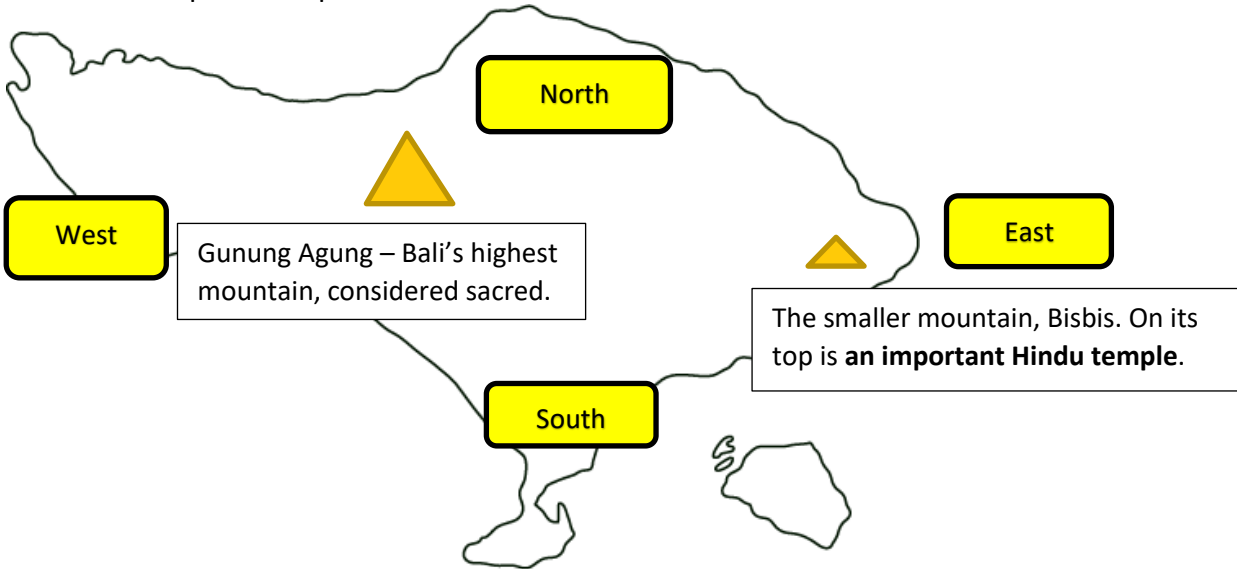 North
West
East
Gunung Agung – Bali’s highest
mountain, considered sacred.
The smaller mountain, Bisbis. On its
top is an important Hindu temple.
South